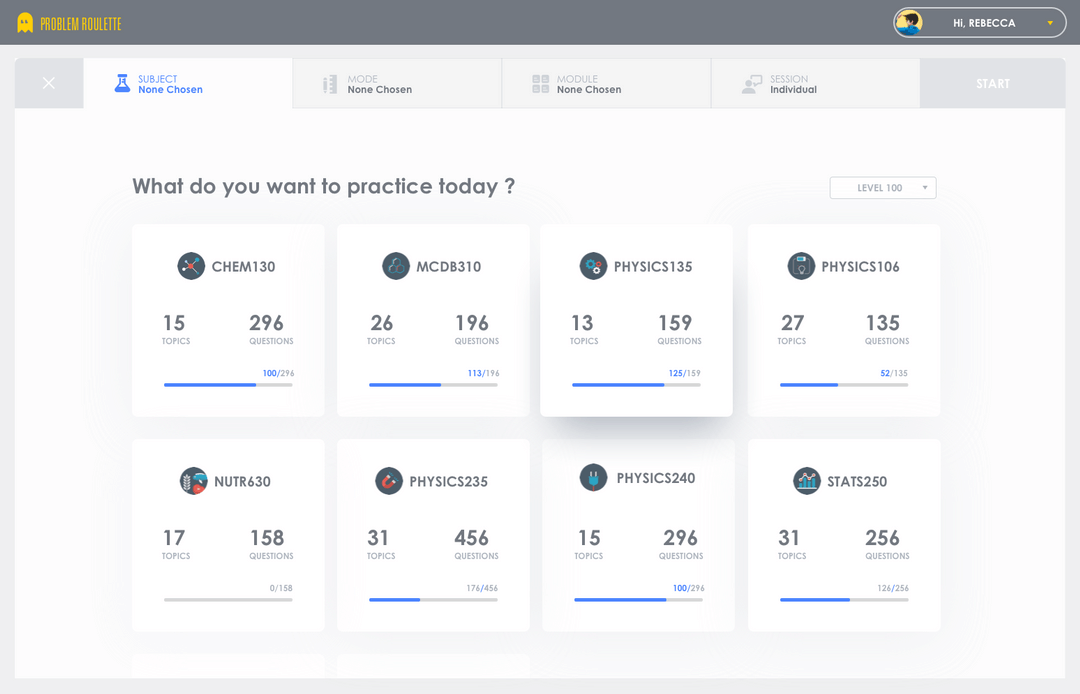 PROBLEM ROULETTE
Hi, REBECCA
SUBJECT
None Chosen
MODE
None Chosen
MODULE
None Chosen
SESSION
Individual
START
What do you want to practice today ?
LEVEL 100
CHEM130
15
TOPICS
296
QUESTIONS
100/296
MCDB310
26
TOPICS
196
QUESTIONS
113/196
PHYSICS135
13
TOPICS
159
QUESTIONS
125/159
PHYSICS106
27
TOPICS
135
QUESTIONS
52/135
NUTR630
17
TOPICS
158
QUESTIONS
0/158
PHYSICS235
31
TOPICS
456
QUESTIONS
176/456
PHYSICS240
15
TOPICS
296
QUESTIONS
100/296
STATS250
31
TOPICS
256
QUESTIONS
126/256